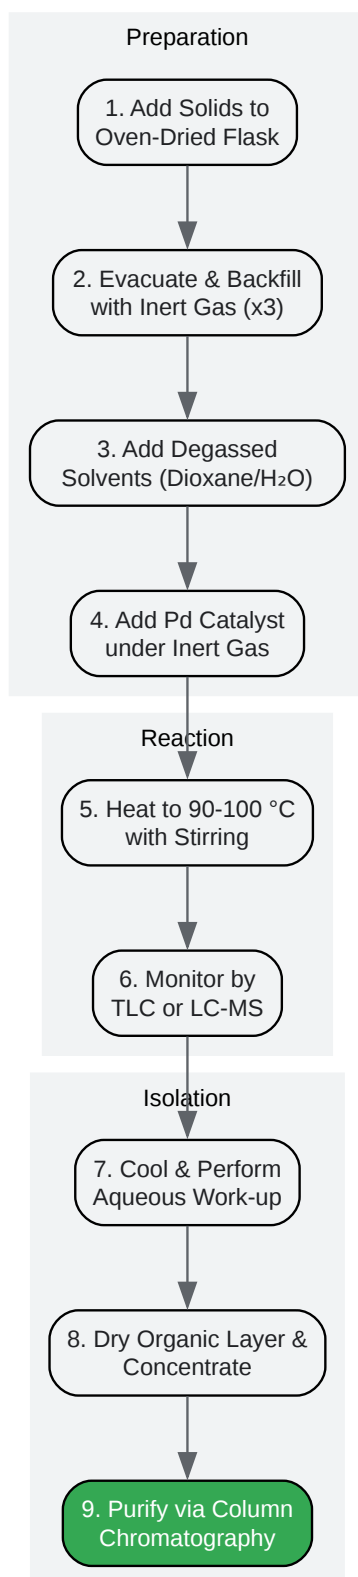 Preparation
1. Add Solids to
Oven-Dried Flask
2. Evacuate & Backfill
with Inert Gas (x3)
3. Add Degassed
Solvents (Dioxane/H₂O)
4. Add Pd Catalyst
under Inert Gas
Reaction
5. Heat to 90-100 °C
with Stirring
6. Monitor by
TLC or LC-MS
Isolation
7. Cool & Perform
Aqueous Work-up
8. Dry Organic Layer &
Concentrate
9. Purify via Column
Chromatography